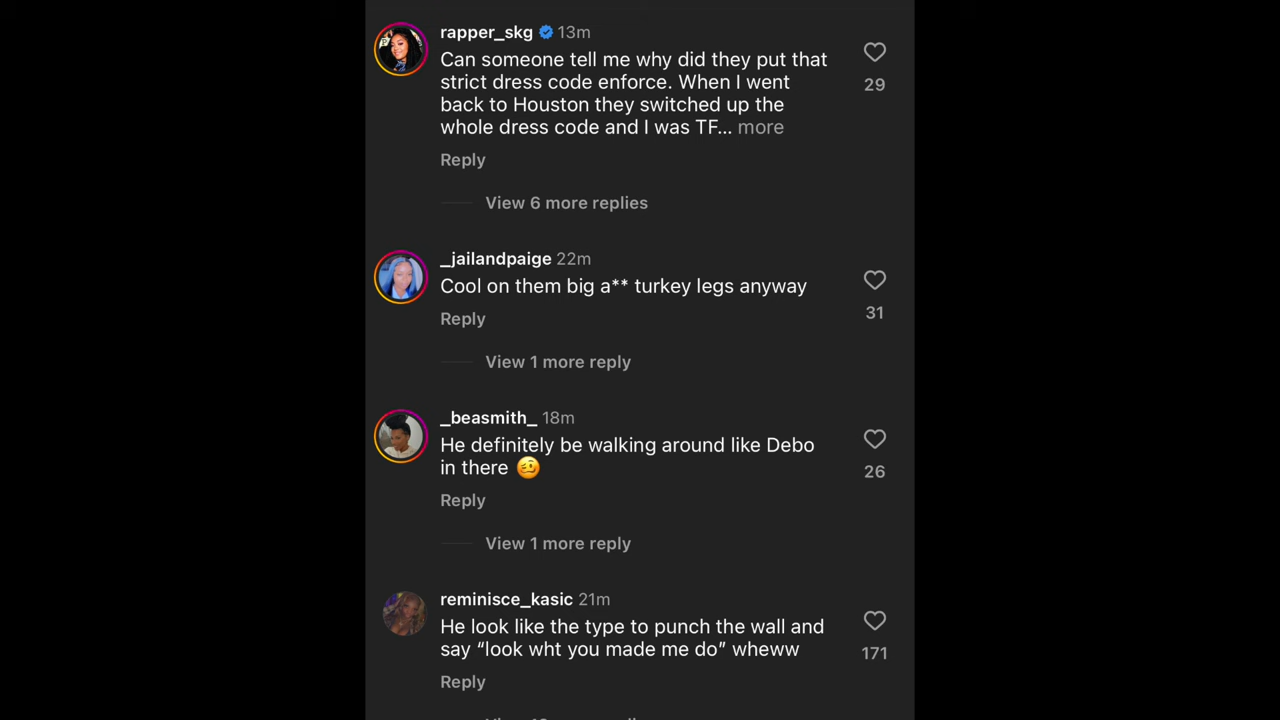 rapper_skg 13m
Can someone tell me why did they put that
strict dress code enforce. When I went
back to Houston they switched up the
whole dress code and I was TF... more
29
Reply
View 6 more replies
_jailandpaige 22m
Cool on them big a** turkey legs anyway
31
Reply
View 1 more reply
_beasmith_ 18m
He definitely be walking around like Debo
in there 🥴
26
Reply
View 1 more reply
reminisce_kasic 21m
He look like the type to punch the wall and
say “look wht you made me do” wheww
171
Reply